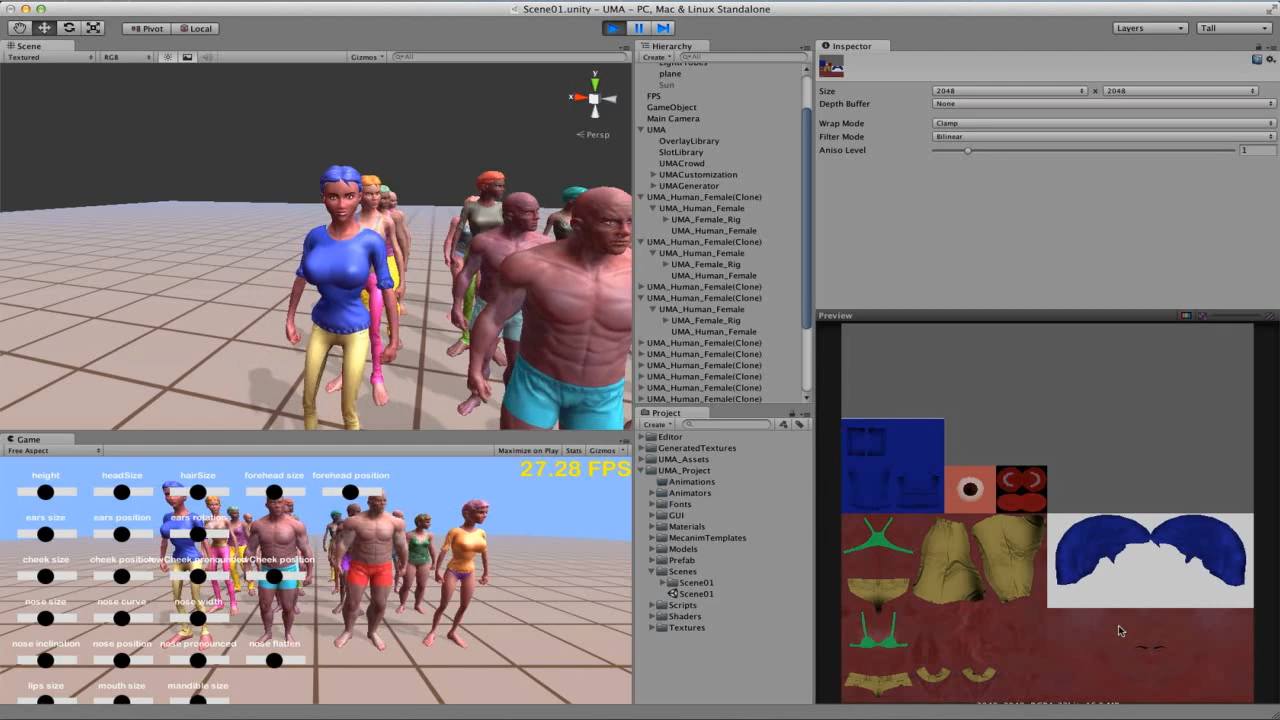 Scene01.unity - UMA - PC, Mac & Linux Standalone
Pivot
Local
Layers
Tall
Scene
Textured
RGB
Gizmos
All
y
x
Persp
Hierarchy
Create
All
plane
Sun
FPS
GameObject
Main Camera
UMA
OverlayLibrary
SlotLibrary
UMACrowd
UMACustomization
UMAGenerator
UMA_Human_Female(Clone)
UMA_Human_Female
UMA_Female_Rig
UMA_Human_Female
UMA_Human_Female(Clone)
UMA_Human_Female
UMA_Female_Rig
UMA_Human_Female
UMA_Human_Female(Clone)
UMA_Human_Female(Clone)
UMA_Human_Female
UMA_Female_Rig
UMA_Human_Female
UMA_Human_Female(Clone)
UMA_Human_Female(Clone)
UMA_Human_Female(Clone)
UMA_Human_Female(Clone)
UMA_Human_Female(Clone)
UMA_Human_Female(Clone)
Inspector
Size 2048 x 2048
Depth Buffer None
Wrap Mode Clamp
Filter Mode Bilinear
Aniso Level 1
Preview
Project
Create
Editor
GeneratedTextures
UMA_Assets
UMA_Project
Animations
Animators
Fonts
GUI
Materials
MecanimTemplates
Models
Prefab
Scenes
Scene01
Scene01
Scripts
Shaders
Textures
Game
Free Aspect
Maximize on Play Stats Gizmos
27.28 FPS
height headSize hairSize forehead size forehead position
ears size ears position ears rotation
cheek size cheek position Cheek position
nose size nose curve nose width
nose inclination nose position nose pronounced nose flatten
lips size mouth size mandible size